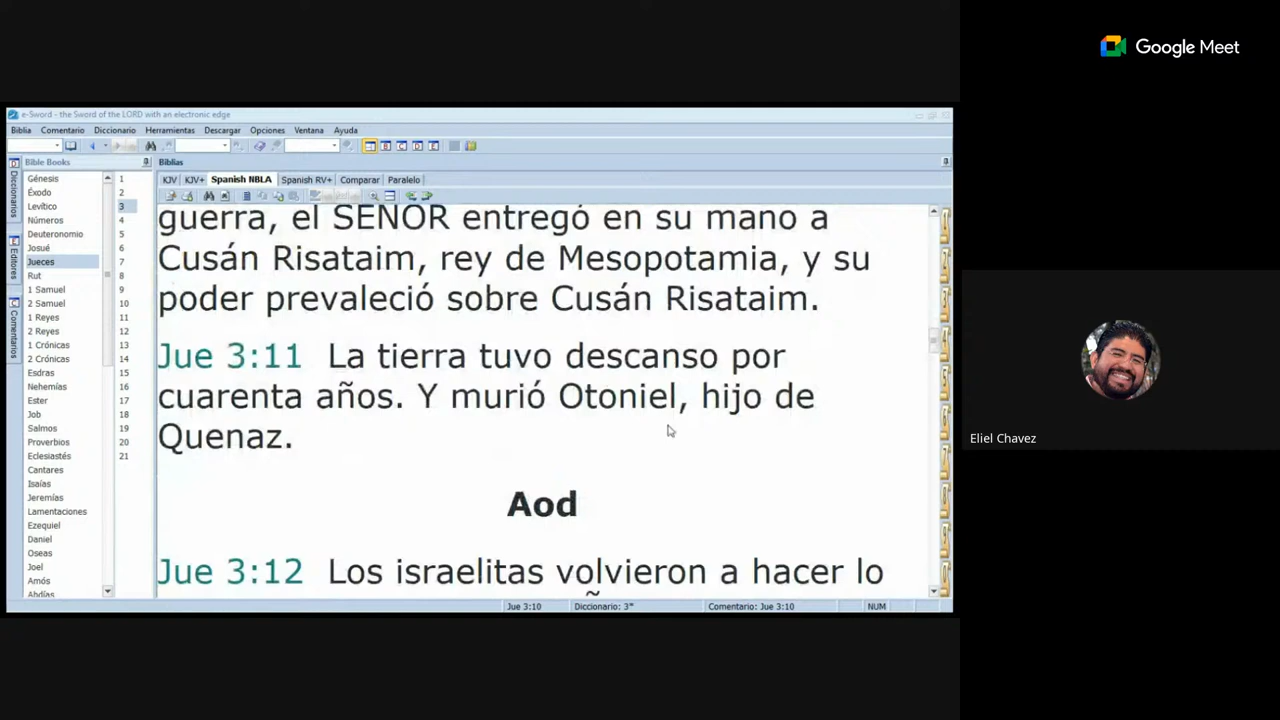 Google Meet
e-Sword - the Sword of the LORD with an electronic edge
Biblia Comentario Diccionario Herramientas Descargar Opciones Ventana Ayuda
Bible Books
Biblias
KJV KJV+ Spanish NBLA Spanish RV+ Comparar Paralelo
Diccionarios
Editores
Comentarios
Génesis 1
Éxodo 2
Levítico 3
Números 4
Deuteronomio 5
Josué 6
Jueces 7
Rut 8
1 Samuel 9
2 Samuel 10
1 Reyes 11
2 Reyes 12
1 Crónicas 13
2 Crónicas 14
Esdras 15
Nehemías 16
Ester 17
Job 18
Salmos 19
Proverbios 20
Eclesiastés 21
Cantares
Isaías
Jeremías
Lamentaciones
Ezequiel
Daniel
Oseas
Joel
Amós
Abdías
guerra, el SEÑOR entregó en su mano a
Cusán Risataim, rey de Mesopotamia, y su
poder prevaleció sobre Cusán Risataim.
Jue 3:11 La tierra tuvo descanso por
cuarenta años. Y murió Otoniel, hijo de
Quenaz.
Aod
Jue 3:12 Los israelitas volvieron a hacer lo
Jue 3:10 Diccionario: 3* Comentario: Jue 3:10 NUM
Eliel Chavez